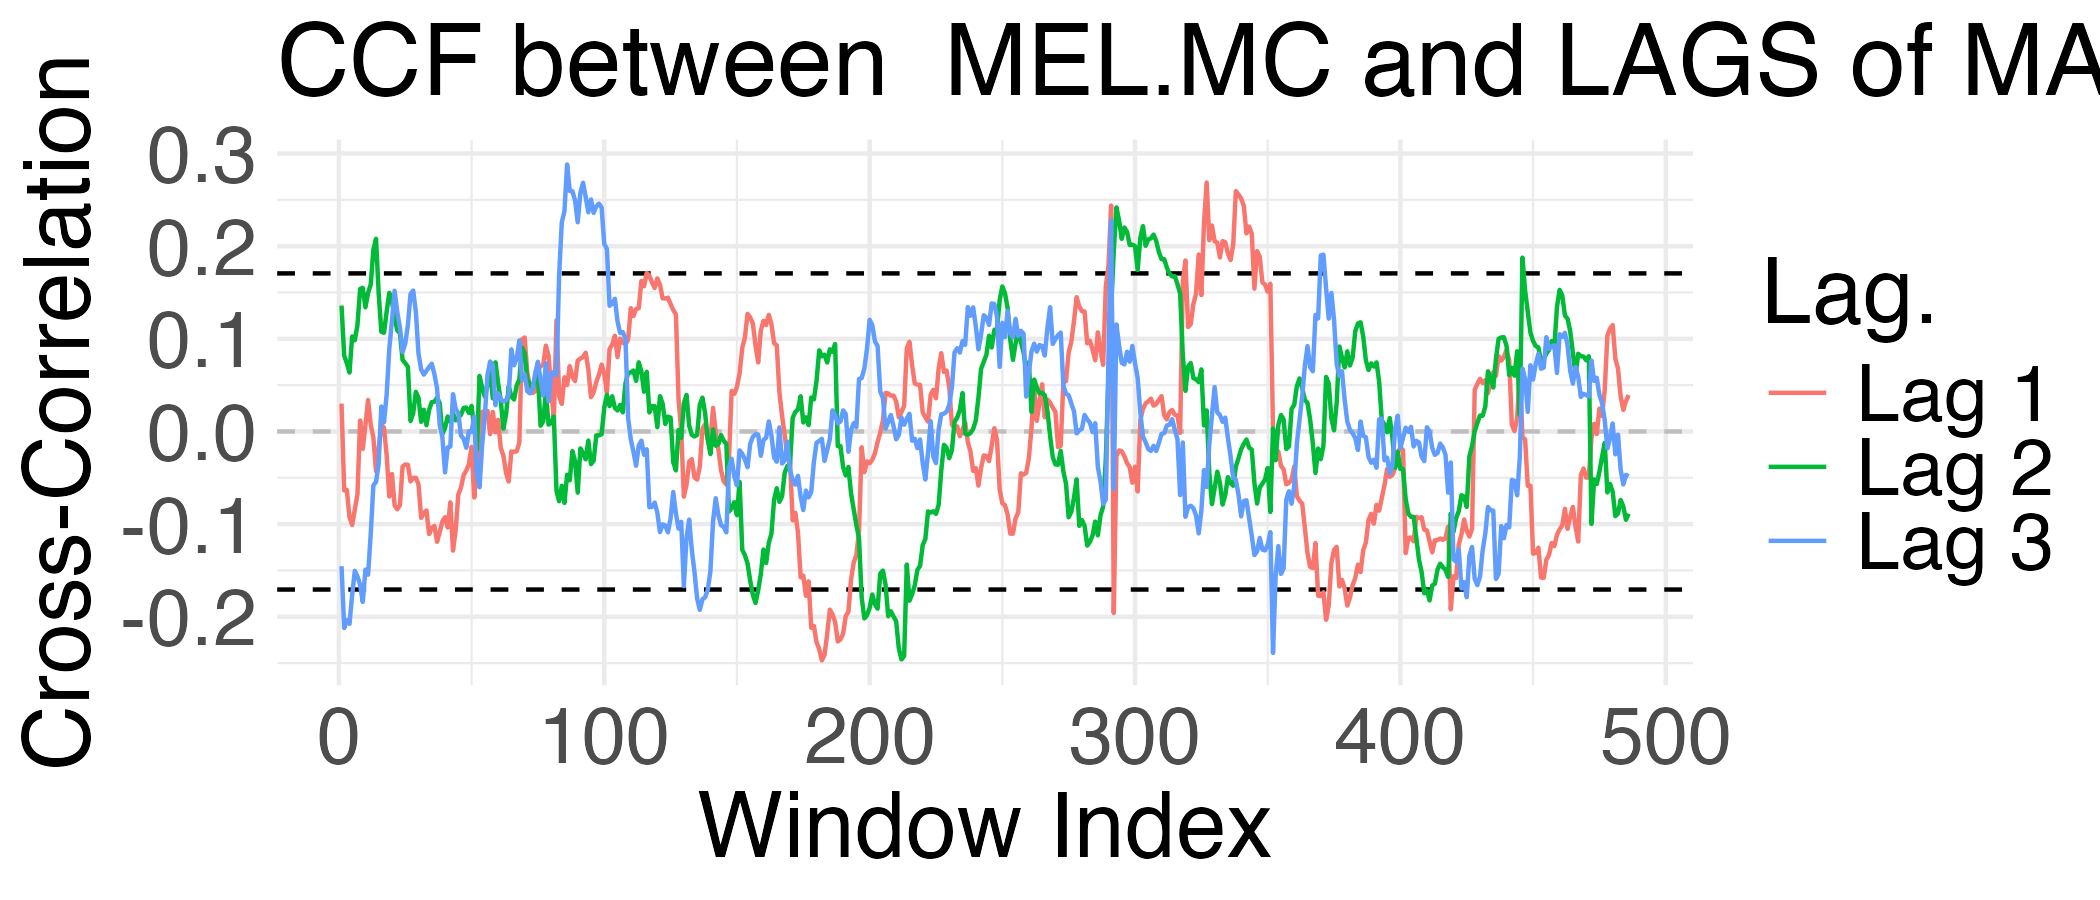 CCF between  MEL.MC and LAGS of MA
Cross-Correlation
0.3
0.2
0.1
0.0
-0.1
-0.2
0 100 200 300 400 500
Window Index
Lag.
Lag 1
Lag 2
Lag 3